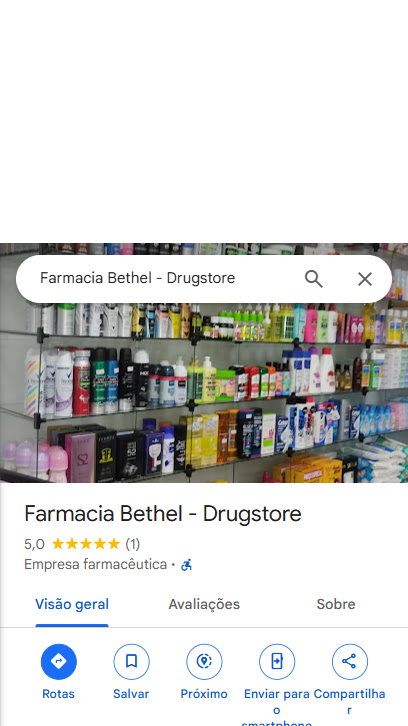 Farmacia Bethel - Drugstore
Farmacia Bethel - Drugstore
5,0 ★★★★★ (1)
Empresa farmacêutica ·
Visão geral
Avaliações
Sobre
Rotas
Salvar
Próximo
Enviar para
o
smartphone
Compartilha
r